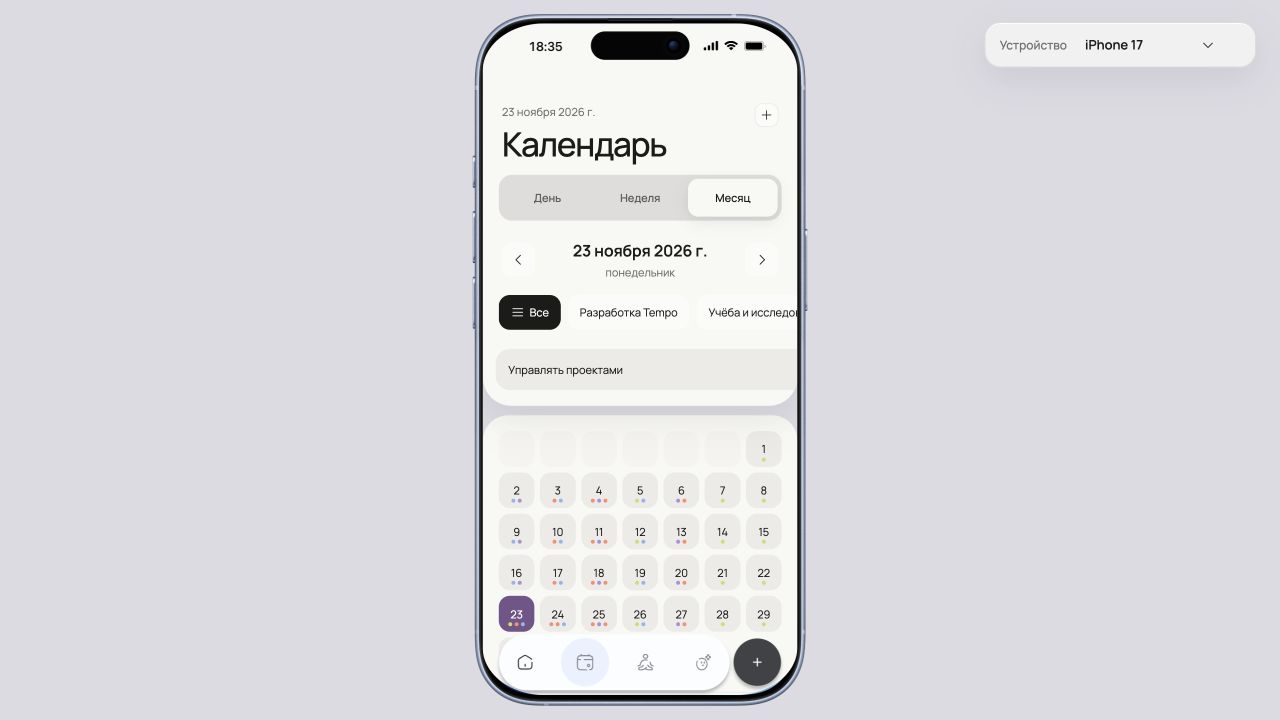 Устройство iPhone 17
18:35
23 ноября 2026 г.
Календарь
День Неделя Месяц
23 ноября 2026 г.
понедельник
Все Разработка Tempo Учёба и исследо
Управлять проектами
1
2 3 4 5 6 7 8
9 10 11 12 13 14 15
16 17 18 19 20 21 22
23 24 25 26 27 28 29